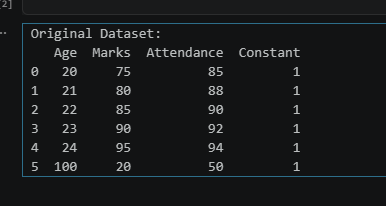 [2]
Original Dataset:
Age Marks Attendance Constant
0 20 75 85 1
1 21 80 88 1
2 22 85 90 1
3 23 90 92 1
4 24 95 94 1
5 100 20 50 1